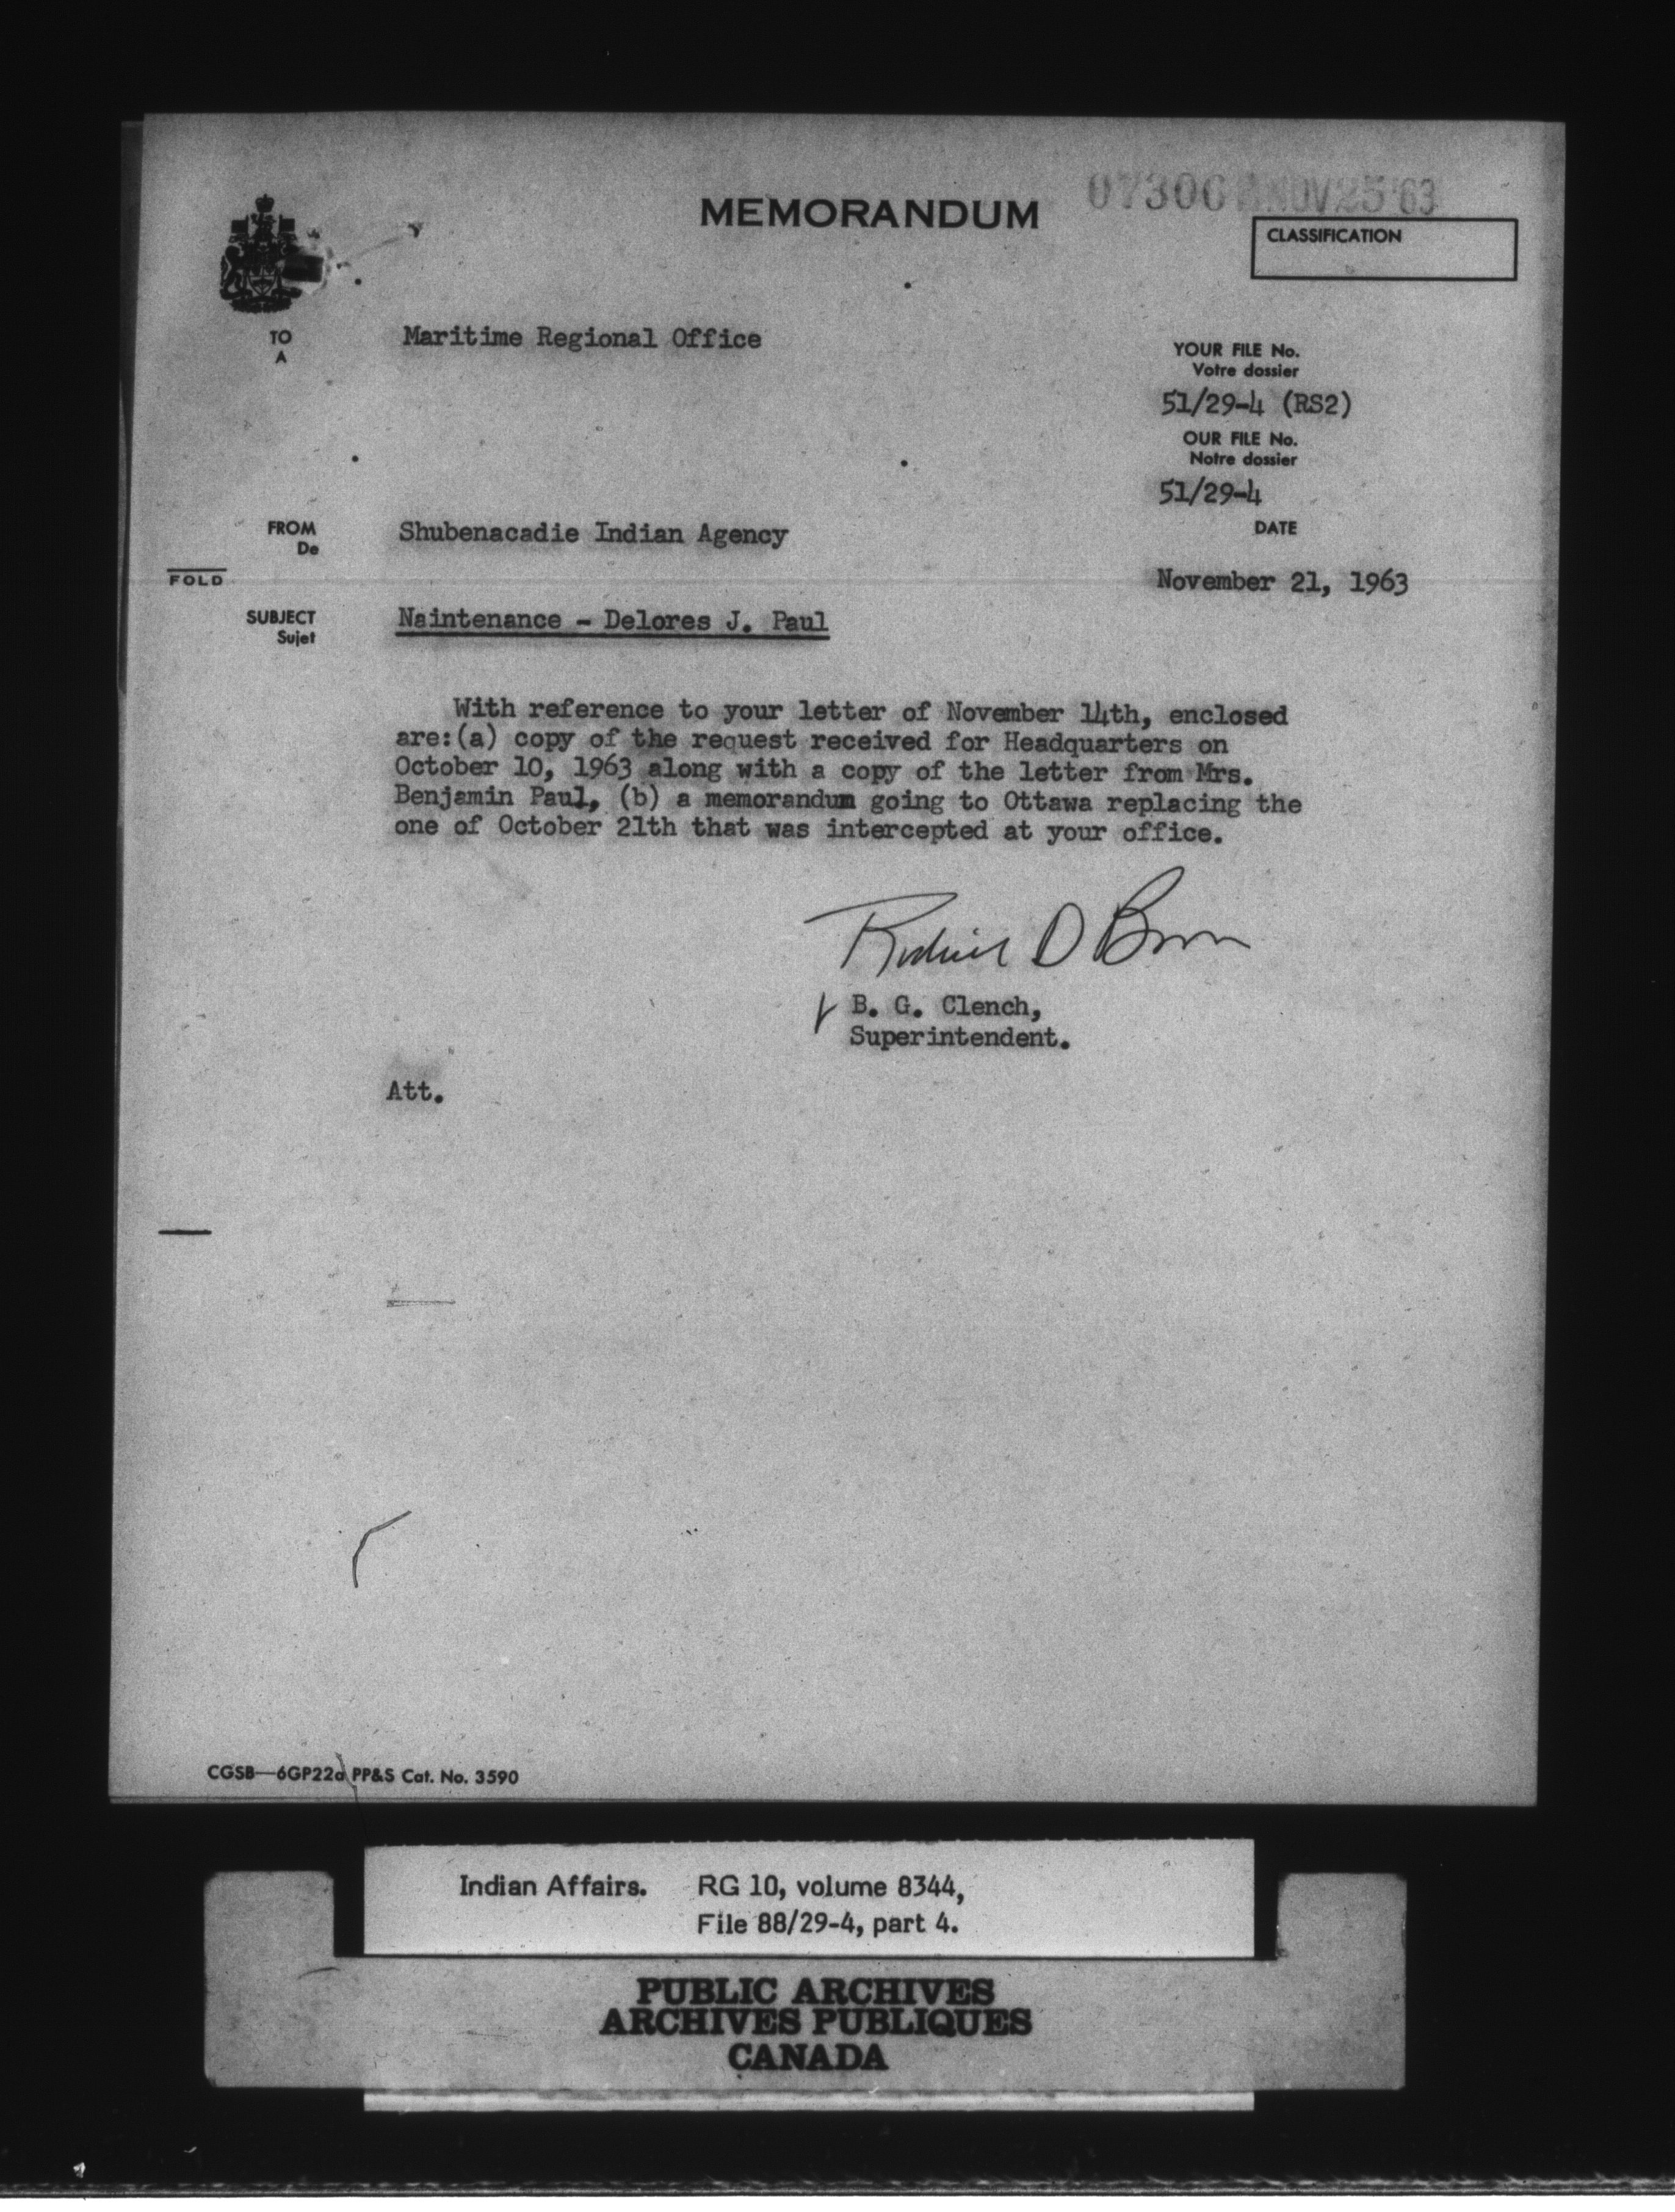 07306 NOV 25 '63
MEMORANDUM
CLASSIFICATION
TO
A
Maritime Regional Office
YOUR FILE No.
Votre dossier
51/29-4 (RS2)
OUR FILE No.
Notre dossier
51/29-4
FROM
De
Shubenacadie Indian Agency
DATE
FOLD
November 21, 1963
SUBJECT
Sujet
Naintenance - Delores J. Paul
With reference to your letter of November 14th, enclosed
are:(a) copy of the request received for Headquarters on
October 10, 1963 along with a copy of the letter from Mrs.
Benjamin Paul, (b) a memorandum going to Ottawa replacing the
one of October 21th that was intercepted at your office.
D
B. G. Clench,
Superintendent.
Att.
CGSB—6GP22a PP&S Cat. No. 3590
Indian Affairs. RG 10, volume 8344,
File 88/29-4, part 4.
PUBLIC ARCHIVES
ARCHIVES PUBLIQUES
CANADA